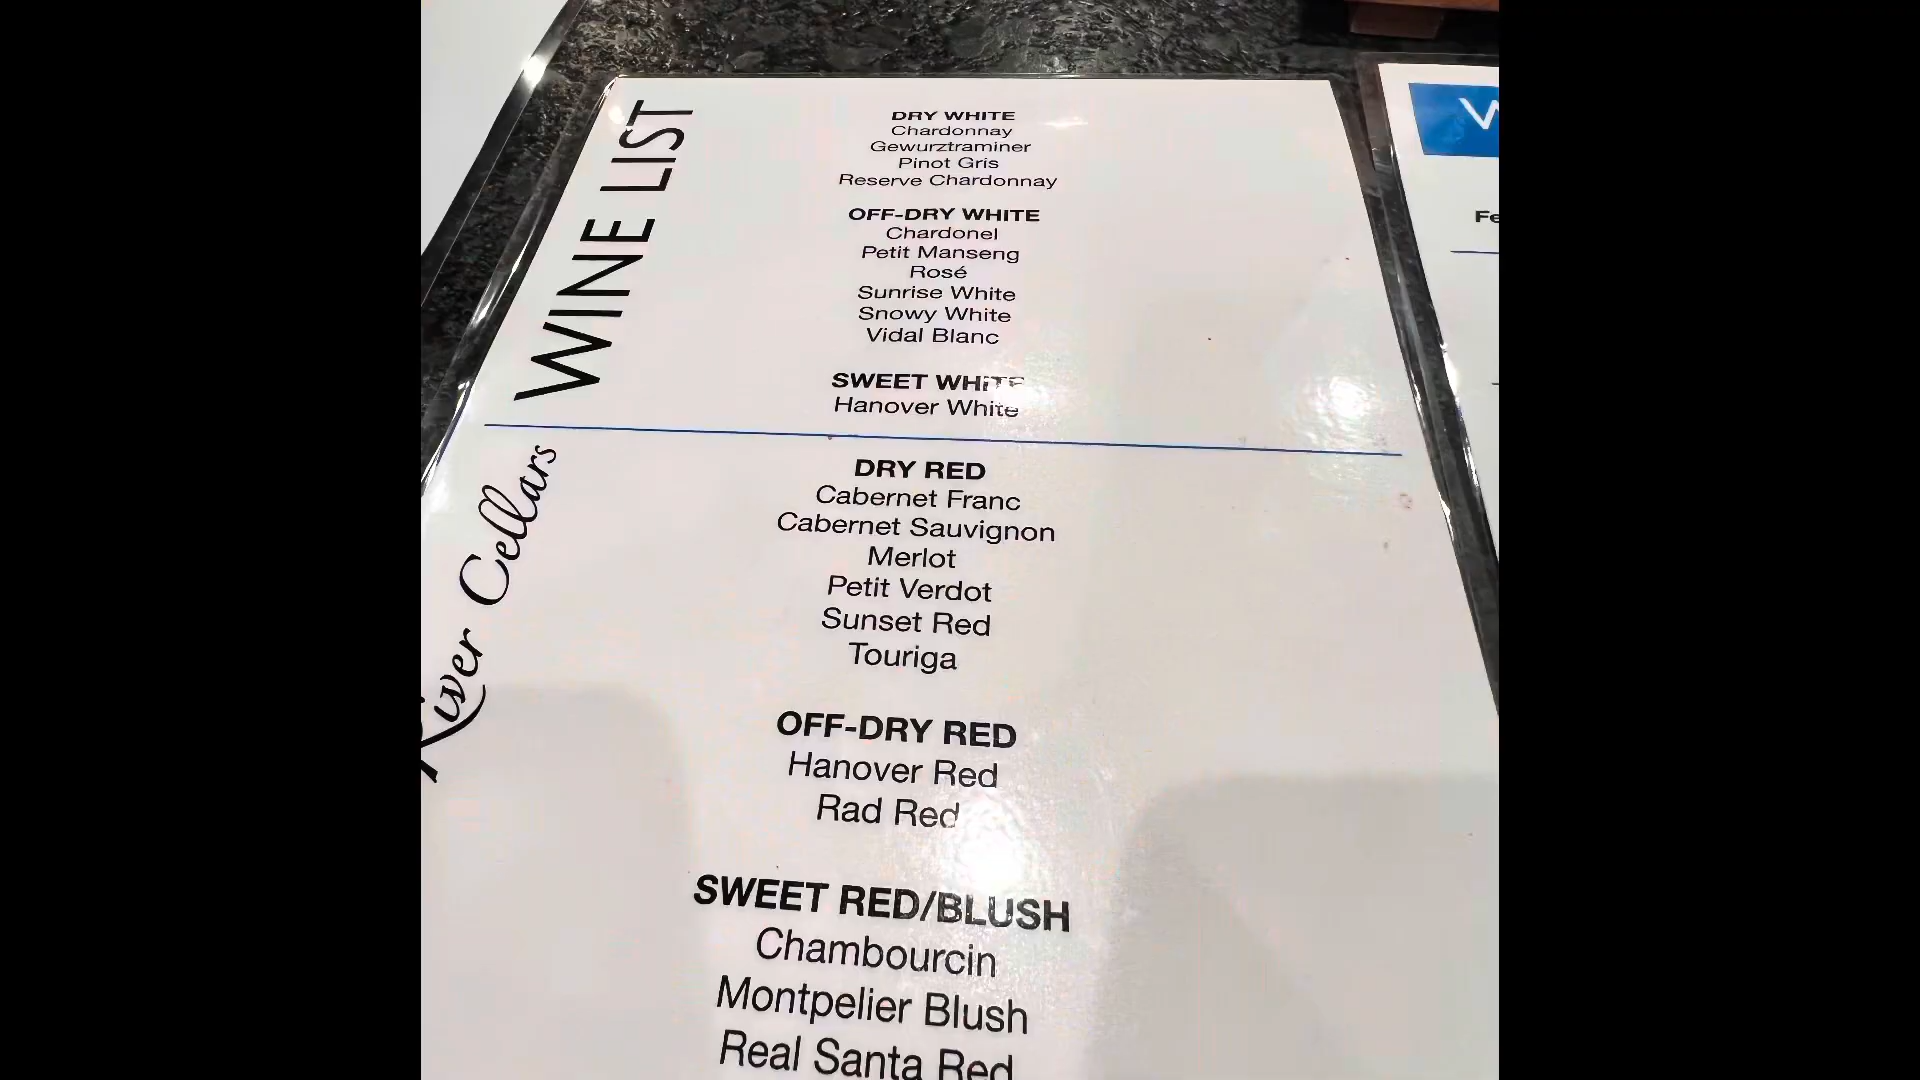 WINE LIST
River Cellars
DRY WHITE
Chardonnay
Gewurztraminer
Pinot Gris
Reserve Chardonnay
OFF-DRY WHITE
Chardonel
Petit Manseng
Rosé
Sunrise White
Snowy White
Vidal Blanc
SWEET WHITE
Hanover White
DRY RED
Cabernet Franc
Cabernet Sauvignon
Merlot
Petit Verdot
Sunset Red
Touriga
OFF-DRY RED
Hanover Red
Rad Red
SWEET RED/BLUSH
Chambourcin
Montpelier Blush
Real Santa Red